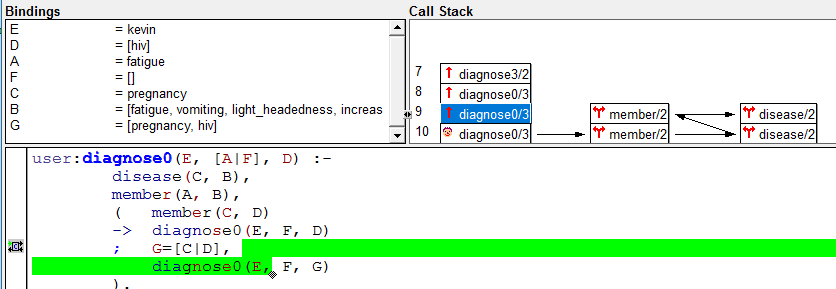 Bindings
E = kevin
D = [hiv]
A = fatigue
F = []
C = pregnancy
B = [fatigue, vomiting, light_headedness, increas
G = [pregnancy, hiv]
Call Stack
7 diagnose3/2
8 diagnose0/3
9 diagnose0/3 member/2 disease/2
10 diagnose0/3 member/2 disease/2
user:diagnose0(E, [A|F], D) :-
disease(C, B),
member(A, B),
( member(C, D)
-> diagnose0(E, F, D)
; G=[C|D],
diagnose0(E, F, G)
).